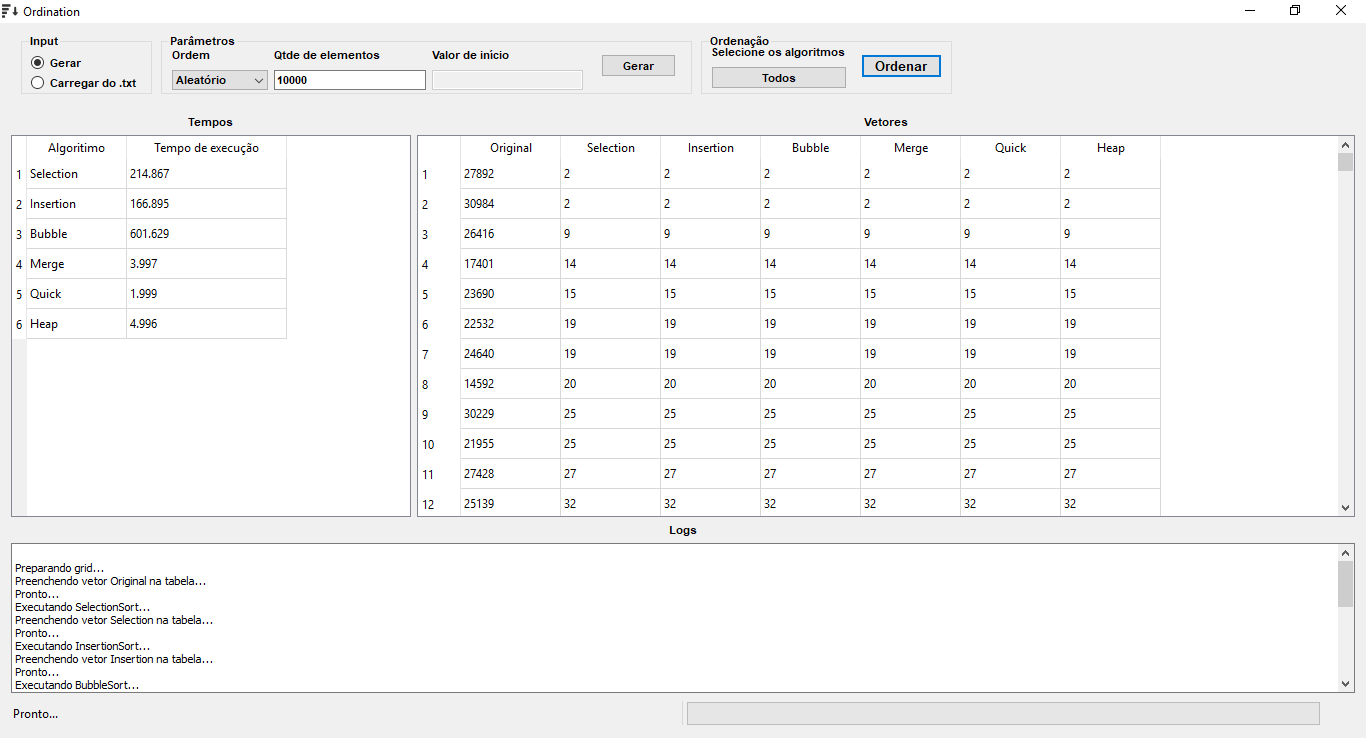 Ordination
Input
Gerar
Carregar do .txt
Parâmetros
Ordem Qtde de elementos Valor de início
Aleatório 10000 Gerar
Ordenação
Selecione os algoritmos
Todos
Ordenar
Tempos
Algoritimo Tempo de execução
1 Selection 214.867
2 Insertion 166.895
3 Bubble 601.629
4 Merge 3.997
5 Quick 1.999
6 Heap 4.996
Vetores
Original Selection Insertion Bubble Merge Quick Heap
1 27892 2 2 2 2 2 2
2 30984 2 2 2 2 2 2
3 26416 9 9 9 9 9 9
4 17401 14 14 14 14 14 14
5 23690 15 15 15 15 15 15
6 22532 19 19 19 19 19 19
7 24640 19 19 19 19 19 19
8 14592 20 20 20 20 20 20
9 30229 25 25 25 25 25 25
10 21955 25 25 25 25 25 25
11 27428 27 27 27 27 27 27
12 25139 32 32 32 32 32 32
Logs
Preparando grid...
Preenchendo vetor Original na tabela...
Pronto...
Executando SelectionSort...
Preenchendo vetor Selection na tabela...
Pronto...
Executando InsertionSort...
Preenchendo vetor Insertion na tabela...
Pronto...
Executando BubbleSort...
Pronto...